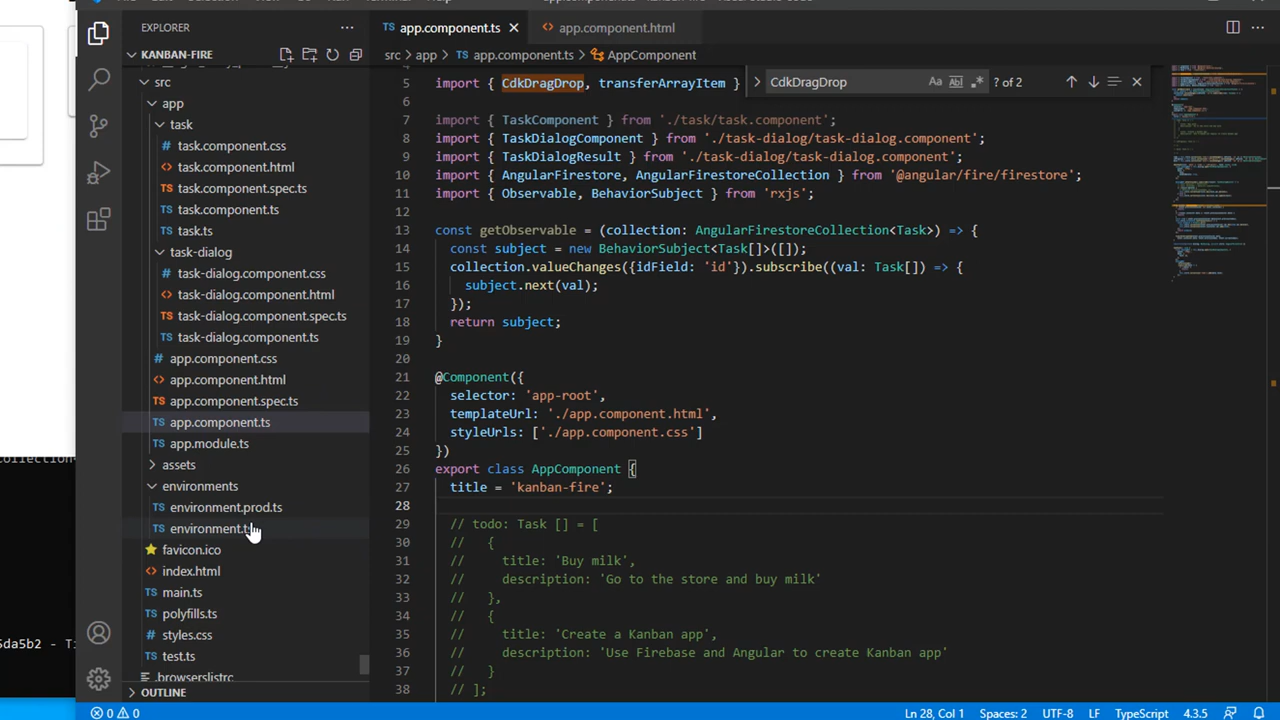 EXPLORER
KANBAN-FIRE
src
app
task
task.component.css
task.component.html
task.component.spec.ts
task.component.ts
task.ts
task-dialog
task-dialog.component.css
task-dialog.component.html
task-dialog.component.spec.ts
task-dialog.component.ts
app.component.css
app.component.html
app.component.spec.ts
app.component.ts
app.module.ts
assets
environments
environment.prod.ts
environment.ts
favicon.ico
index.html
main.ts
polyfills.ts
styles.css
test.ts
.browserslistrc
OUTLINE
app.component.ts
app.component.html
src > app > TS app.component.ts > AppComponent
CdkDragDrop
? of 2
5 import { CdkDragDrop, transferArrayItem }
6
7 import { TaskComponent } from './task/task.component';
8 import { TaskDialogComponent } from './task-dialog/task-dialog.component';
9 import { TaskDialogResult } from './task-dialog/task-dialog.component';
10 import { AngularFirestore, AngularFirestoreCollection } from '@angular/fire/firestore';
11 import { Observable, BehaviorSubject } from 'rxjs';
12
13 const getObservable = (collection: AngularFirestoreCollection<Task>) => {
14 const subject = new BehaviorSubject<Task[]>([]);
15 collection.valueChanges({idField: 'id'}).subscribe((val: Task[]) => {
16 subject.next(val);
17 });
18 return subject;
19 }
20
21 @Component({
22 selector: 'app-root',
23 templateUrl: './app.component.html',
24 styleUrls: ['./app.component.css']
25 })
26 export class AppComponent {
27 title = 'kanban-fire';
28
29 // todo: Task [] = [
30 // {
31 // title: 'Buy milk',
32 // description: 'Go to the store and buy milk'
33 // },
34 // {
35 // title: 'Create a Kanban app',
36 // description: 'Use Firebase and Angular to create Kanban app'
37 // }
38 // ];
5da5b2 - Ti
0 0
Ln 28, Col 1 Spaces: 2 UTF-8 LF TypeScript 4.3.5